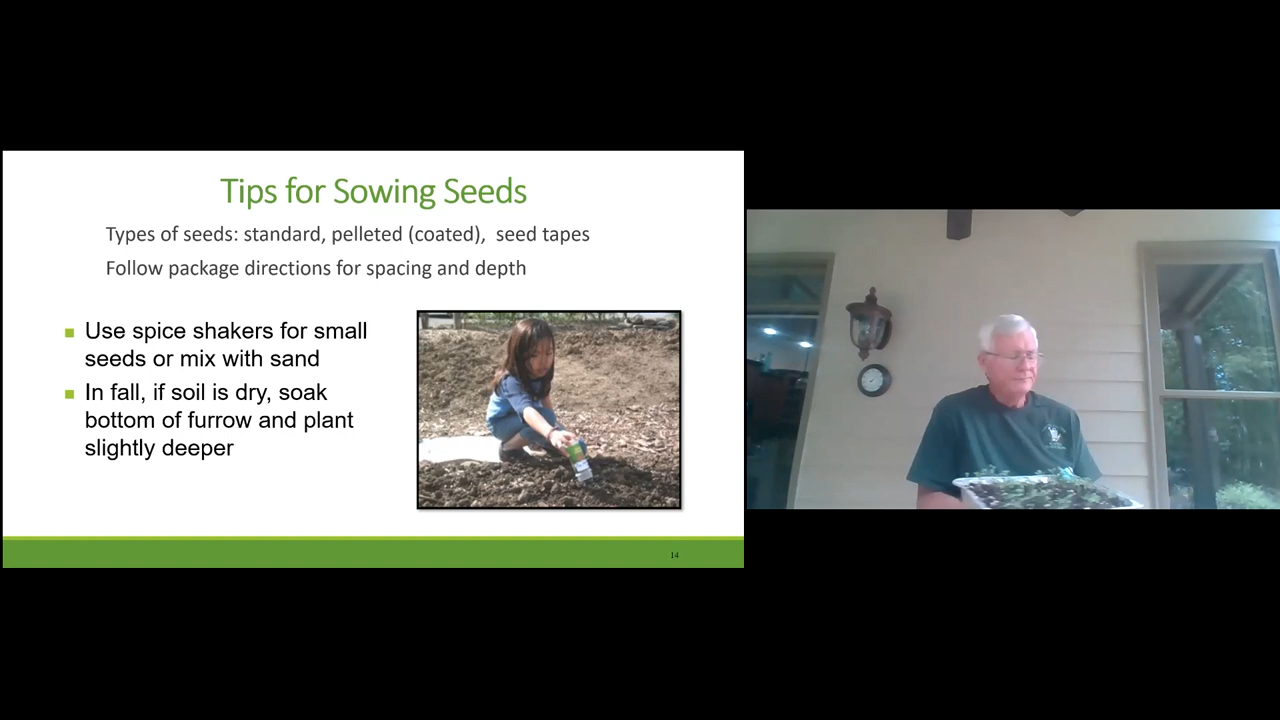 Tips for Sowing Seeds
Types of seeds: standard, pelleted (coated), seed tapes
Follow package directions for spacing and depth
Use spice shakers for small
seeds or mix with sand
In fall, if soil is dry, soak
bottom of furrow and plant
slightly deeper
14